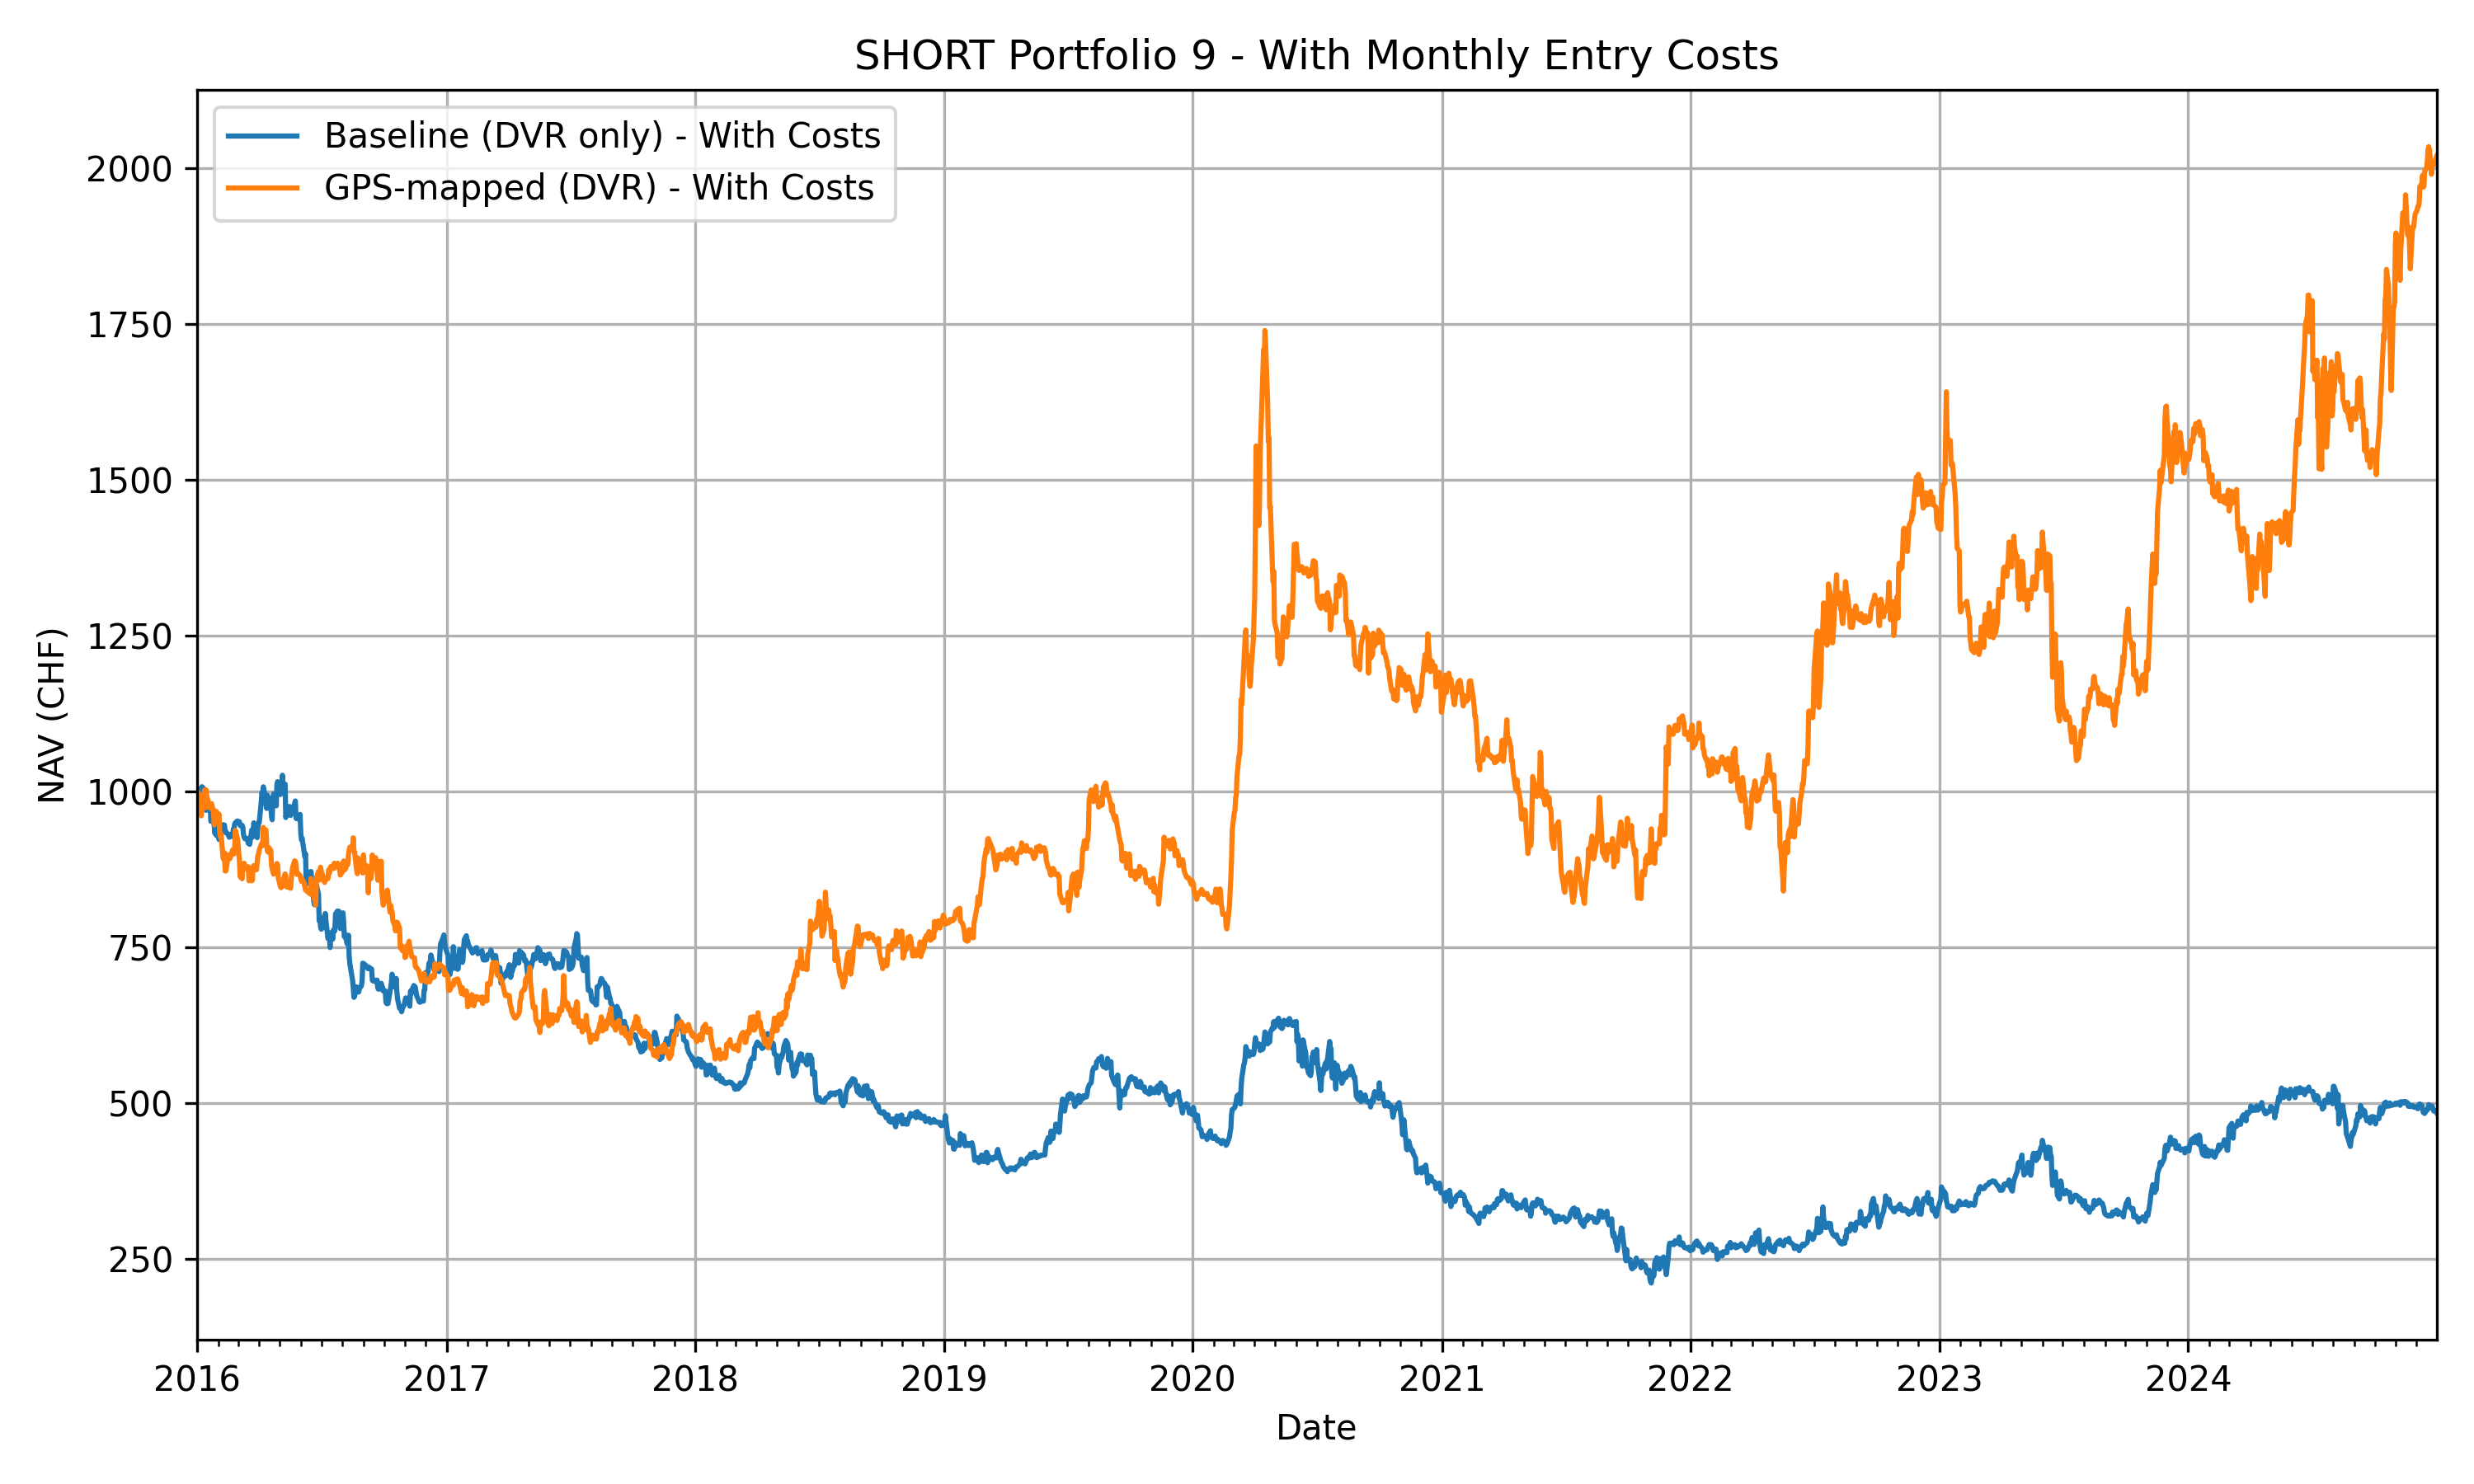 SHORT Portfolio 9 - With Monthly Entry Costs
Baseline (DVR only) - With Costs
GPS-mapped (DVR) - With Costs
2000
1750
1500
1250
1000
750
500
250
NAV (CHF)
2016 2017 2018 2019 2020 2021 2022 2023 2024
Date